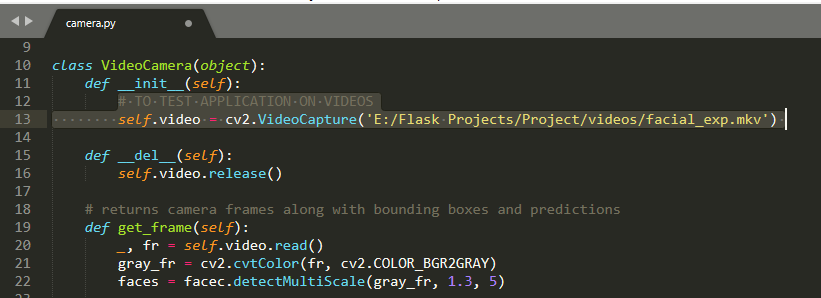 camera.py
9
10 class VideoCamera(object):
11 def __init__(self):
12 # TO TEST APPLICATION ON VIDEOS
13 self.video = cv2.VideoCapture('E:/Flask Projects/Project/videos/facial_exp.mkv')
14
15 def __del__(self):
16 self.video.release()
17
18 # returns camera frames along with bounding boxes and predictions
19 def get_frame(self):
20 _, fr = self.video.read()
21 gray_fr = cv2.cvtColor(fr, cv2.COLOR_BGR2GRAY)
22 faces = facec.detectMultiScale(gray_fr, 1.3, 5)